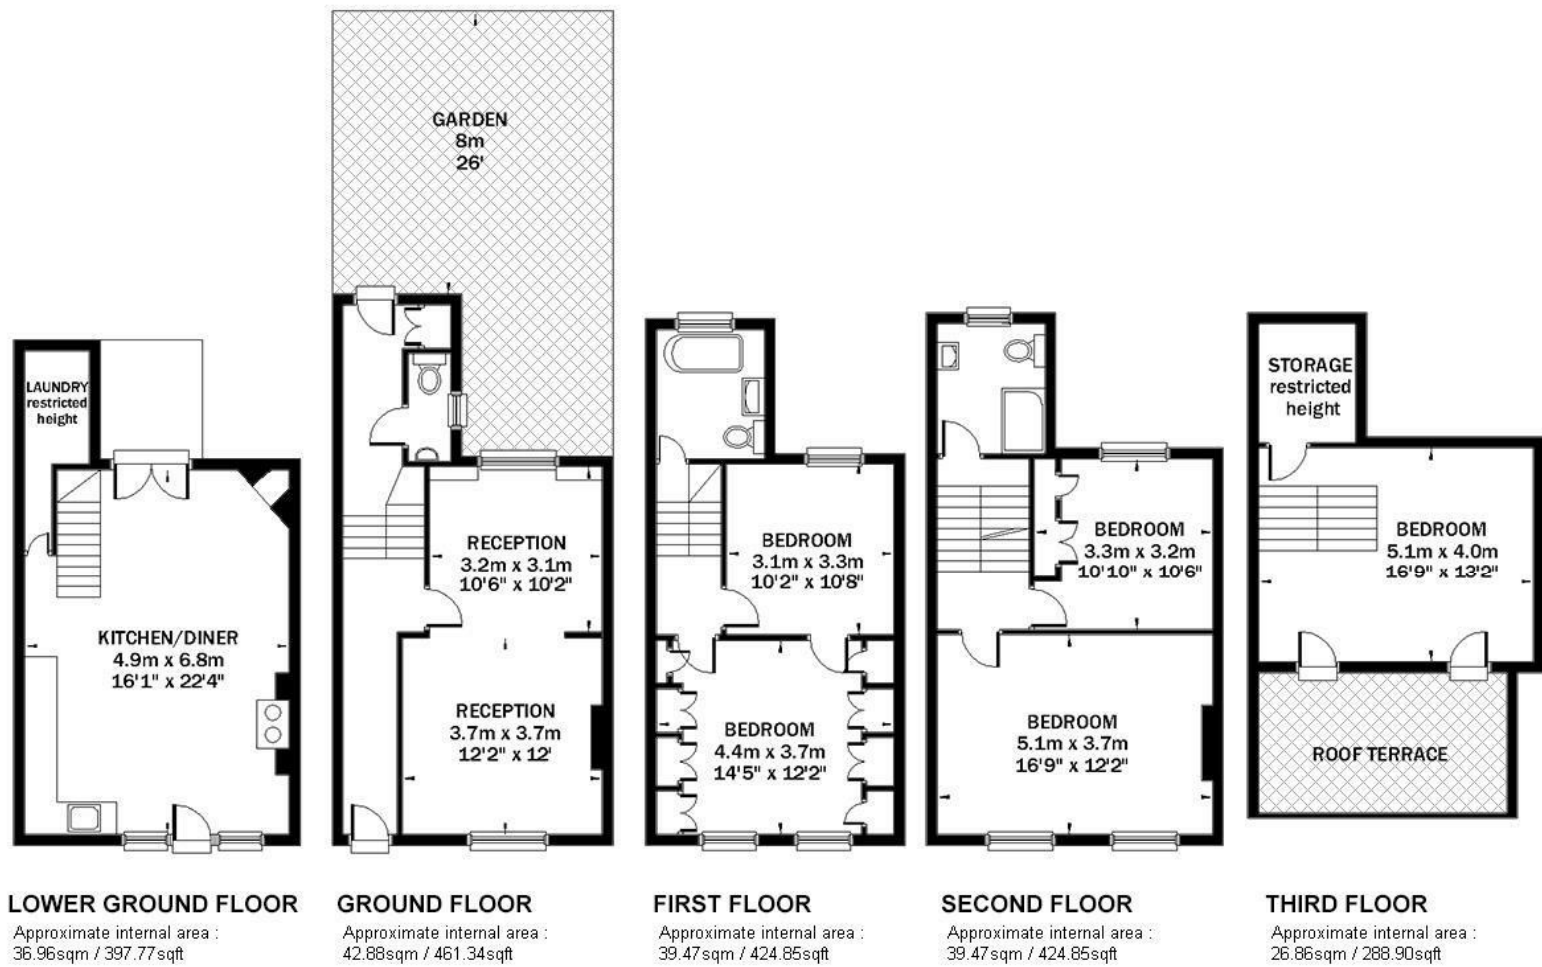 GARDEN
8m
26'
LAUNDRY
restricted
height
KITCHEN/DINER
4.9m x 6.8m
16'1" x 22'4"
RECEPTION
3.2m x 3.1m
10'6" x 10'2"
RECEPTION
3.7m x 3.7m
12'2" x 12'
BEDROOM
3.1m x 3.3m
10'2" x 10'8"
BEDROOM
4.4m x 3.7m
14'5" x 12'2"
BEDROOM
3.3m x 3.2m
10'10" x 10'6"
BEDROOM
5.1m x 3.7m
16'9" x 12'2"
STORAGE
restricted
height
BEDROOM
5.1m x 4.0m
16'9" x 13'2"
ROOF TERRACE
LOWER GROUND FLOOR
Approximate internal area :
36.96sqm / 397.77sqft
GROUND FLOOR
Approximate internal area :
42.88sqm / 461.34sqft
FIRST FLOOR
Approximate internal area :
39.47sqm / 424.85sqft
SECOND FLOOR
Approximate internal area :
39.47sqm / 424.85sqft
THIRD FLOOR
Approximate internal area :
26.86sqm / 288.90sqft